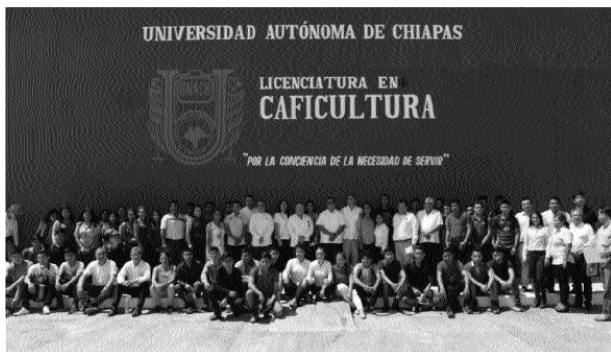 UNIVERSIDAD AUTÓNOMA DE CHIAPAS
LICENCIATURA EN
CAFICULTURA
"POR LA CONCIENCIA DE LA NECESIDAD DE SERVIR"